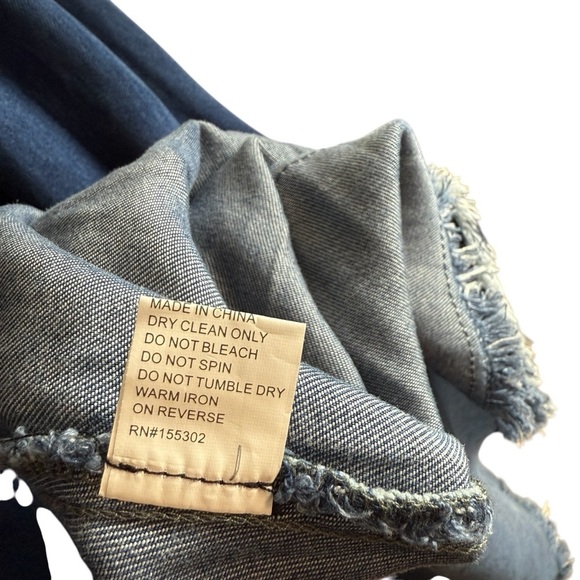 MADE IN CHINA
DRY CLEAN ONLY
DO NOT BLEACH
DO NOT SPIN
DO NOT TUMBLE DRY
WARM IRON
ON REVERSE
RN#155302